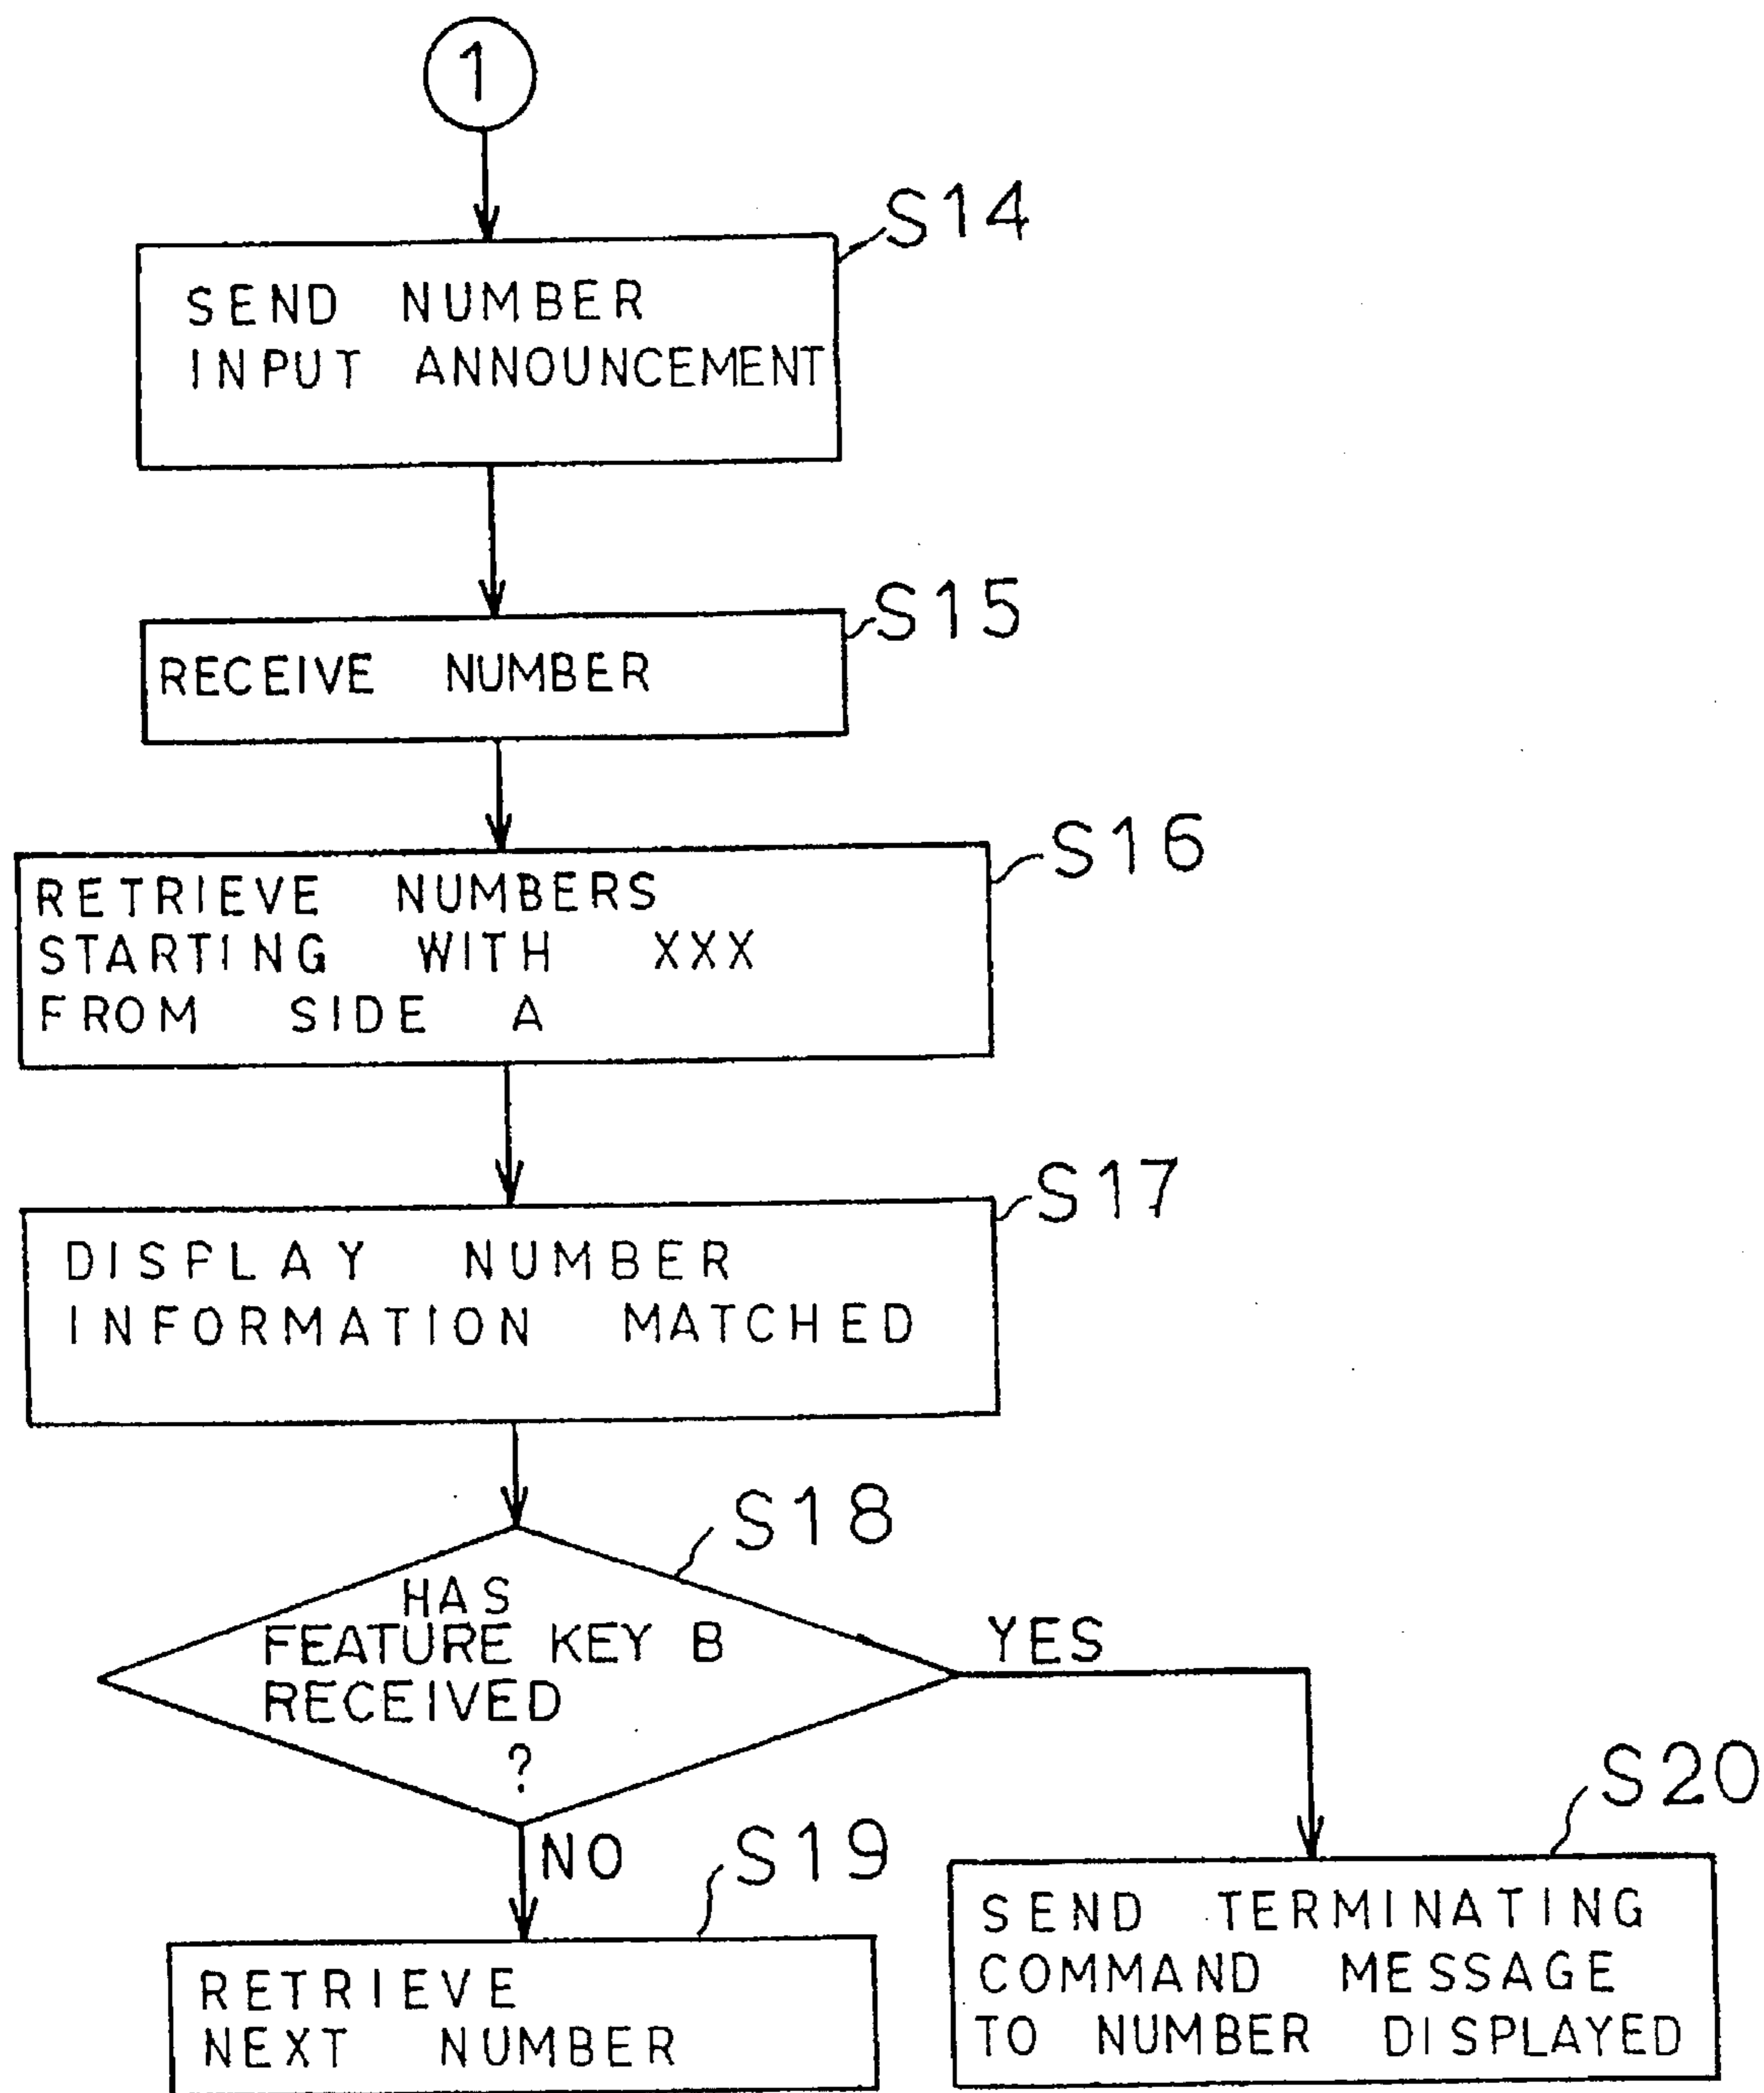 1
S14
SEND NUMBER
INPUT ANNOUNCEMENT
S15
RECEIVE NUMBER
S16
RETRIEVE NUMBERS
STARTING WITH XXX
FROM SIDE A
S17
DISPLAY NUMBER
INFORMATION MATCHED
S18
HAS
FEATURE KEY B
RECEIVED
?
YES
NO
S19
RETRIEVE
NEXT NUMBER
S20
SEND TERMINATING
COMMAND MESSAGE
TO NUMBER DISPLAYED